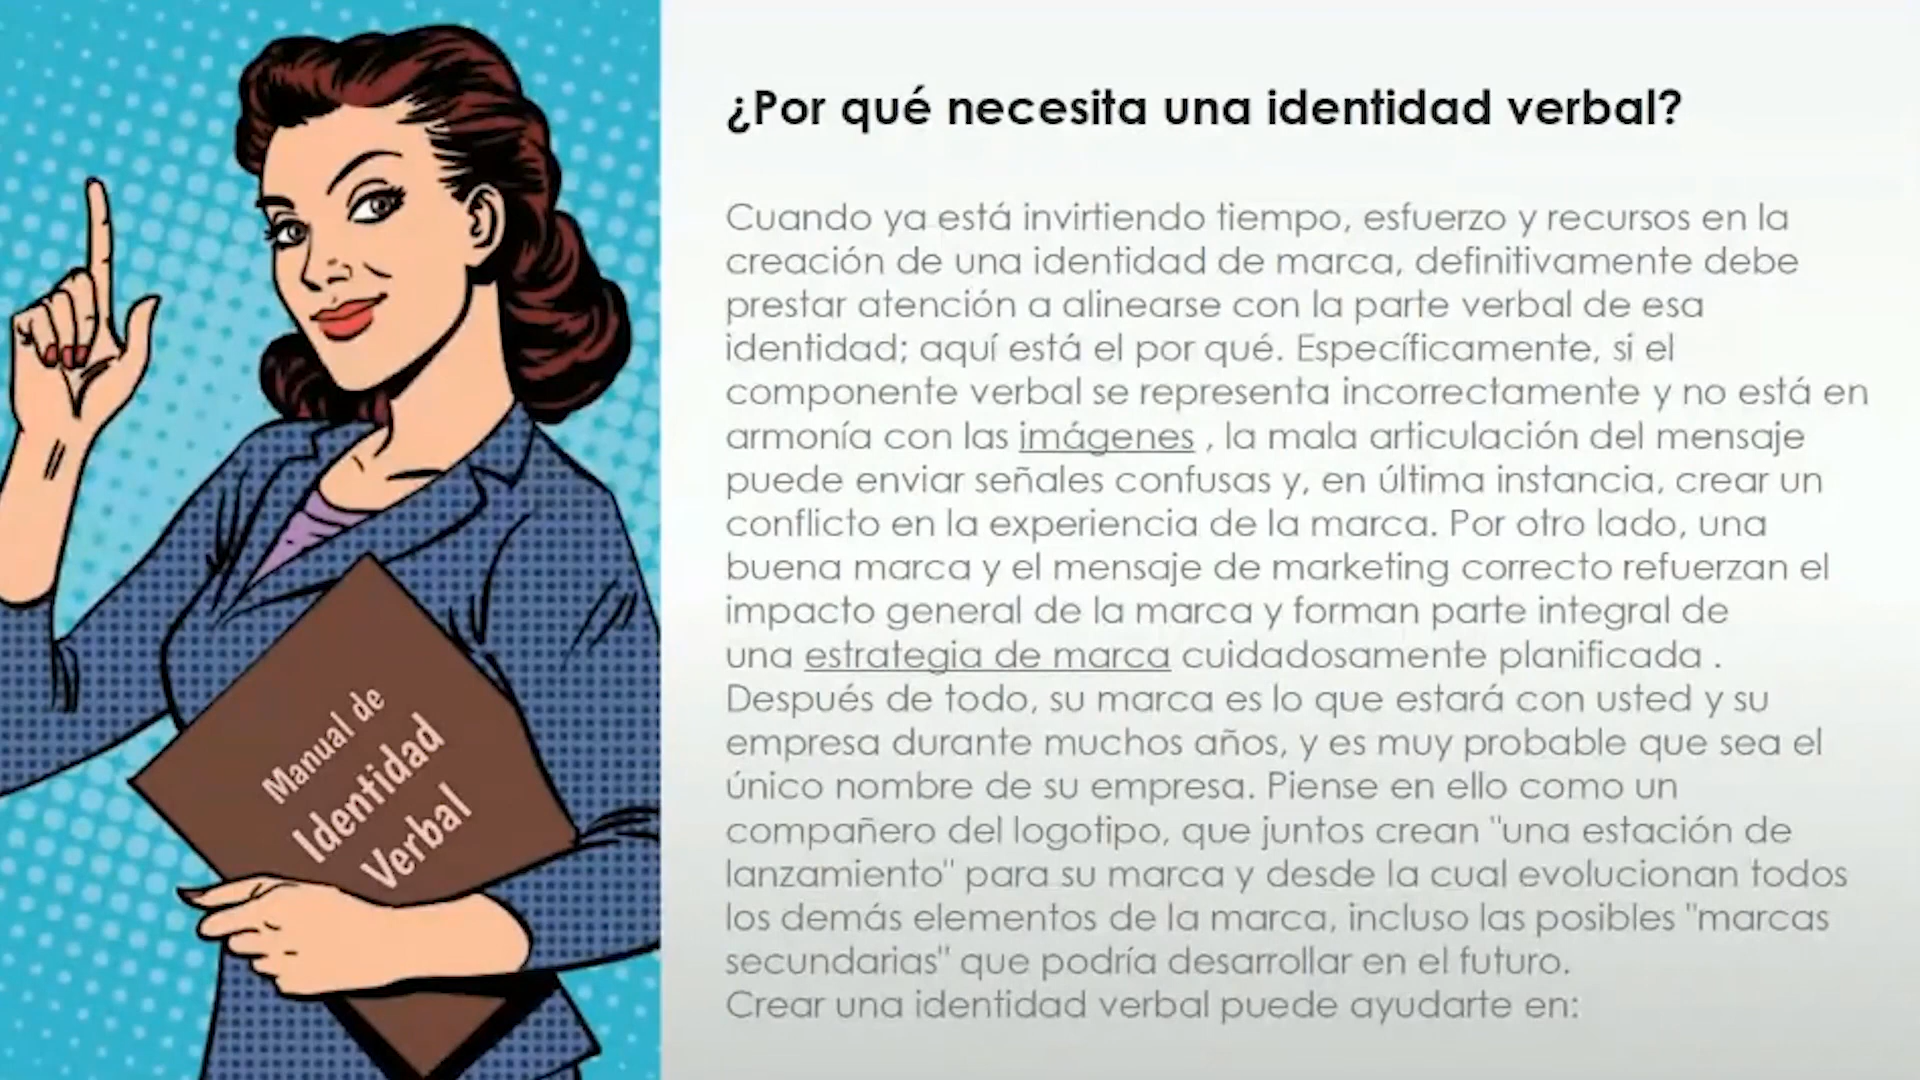 ¿Por qué necesita una identidad verbal?
Cuando ya está invirtiendo tiempo, esfuerzo y recursos en la
creación de una identidad de marca, definitivamente debe
prestar atención a alinearse con la parte verbal de esa
identidad; aquí está el por qué. Específicamente, si el
componente verbal se representa incorrectamente y no está en
armonía con las imágenes , la mala articulación del mensaje
puede enviar señales confusas y, en última instancia, crear un
conflicto en la experiencia de la marca. Por otro lado, una
buena marca y el mensaje de marketing correcto refuerzan el
impacto general de la marca y forman parte integral de
una estrategia de marca cuidadosamente planificada .
Después de todo, su marca es lo que estará con usted y su
empresa durante muchos años, y es muy probable que sea el
único nombre de su empresa. Piense en ello como un
compañero del logotipo, que juntos crean "una estación de
lanzamiento" para su marca y desde la cual evolucionan todos
los demás elementos de la marca, incluso las posibles "marcas
secundarias" que podría desarrollar en el futuro.
Crear una identidad verbal puede ayudarte en:
Manual de
Identidad
Verbal